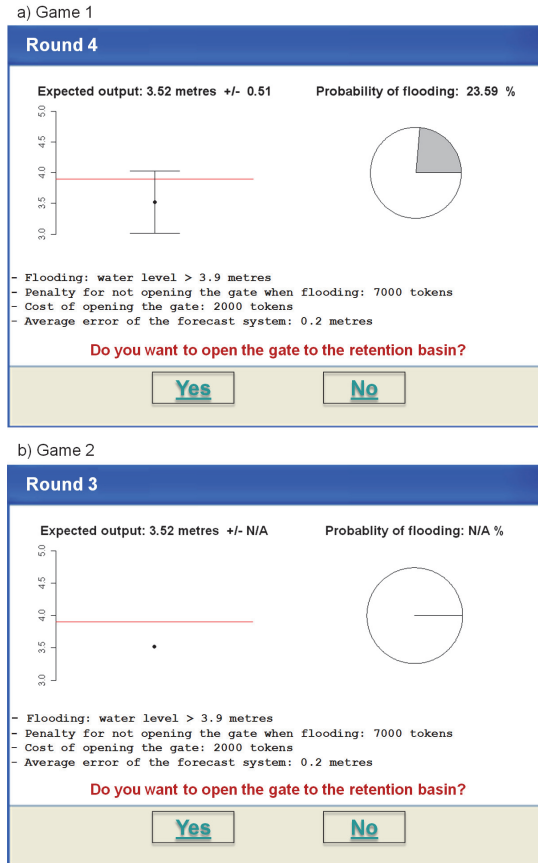 a) Game 1
Round 4
Expected output: 3.52 metres +/- 0.51
Probability of flooding: 23.59 %
5.0
4.5
4.0
3.5
3.0
- Flooding: water level > 3.9 metres
- Penalty for not opening the gate when flooding: 7000 tokens
- Cost of opening the gate: 2000 tokens
- Average error of the forecast system: 0.2 metres
Do you want to open the gate to the retention basin?
Yes
No
b) Game 2
Round 3
Expected output: 3.52 metres +/- N/A
Probablity of flooding: N/A %
5.0
4.5
4.0
3.5
3.0
- Flooding: water level > 3.9 metres
- Penalty for not opening the gate when flooding: 7000 tokens
- Cost of opening the gate: 2000 tokens
- Average error of the forecast system: 0.2 metres
Do you want to open the gate to the retention basin?
Yes
No